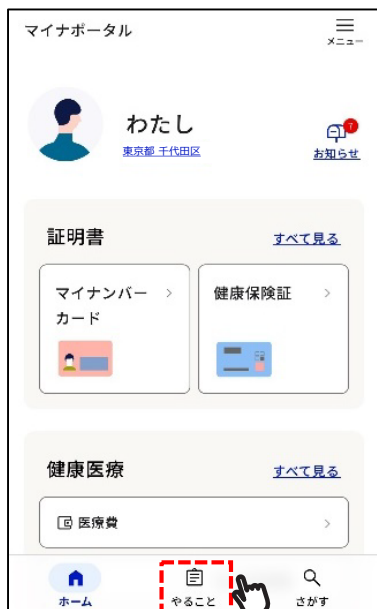 マイナポータル
メニュー
わたし
東京都 千代田区
7
お知らせ
証明書
すべて見る
マイナンバー
カード
健康保険証
健康医療
すべて見る
医療費
ホーム
やること
さがす